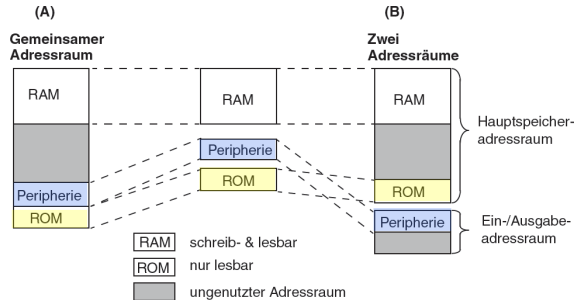 (A)
Gemeinsamer
Adressraum
RAM
Peripherie
ROM
RAM
Peripherie
ROM
(B)
Zwei
Adressräume
RAM
ROM
Peripherie
Hauptspeicher-
adressraum
Ein-/Ausgabe-
adressraum
RAM schreib- & lesbar
ROM nur lesbar
ungenutzter Adressraum